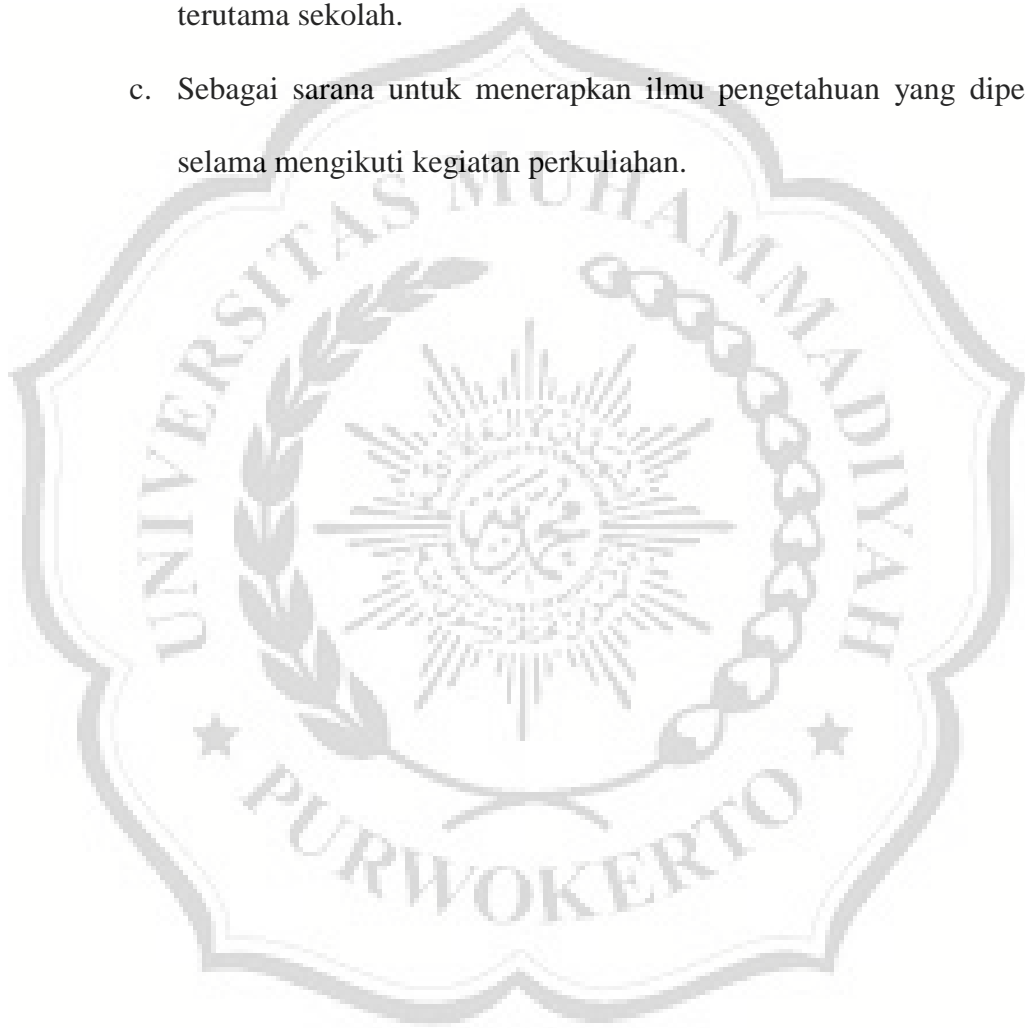 terutama sekolah.
c. Sebagai sarana untuk menerapkan ilmu pengetahuan yang dipe
selama mengikuti kegiatan perkuliahan.
UNIVERSITAS MUHAMMADIYAH
PURWOKERTO